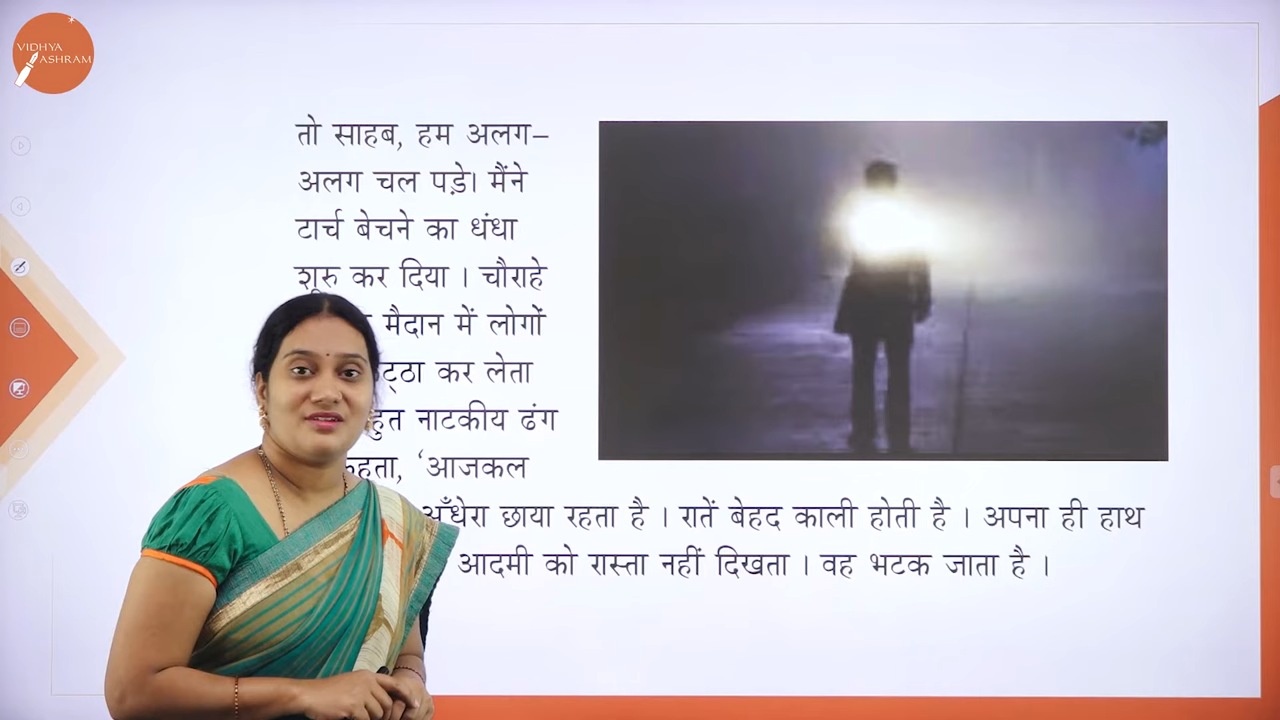 VIDHYA
ASHRAM
तो साहब, हम अलग–
अलग चल पड़े। मैंने
टार्च बेचने का धंधा
शुरु कर दिया । चौराहे
मैदान में लोगों
कर लेता
नाटकीय ढंग
'आजकल
अँधेरा छाया रहता है । रातें बेहद काली होती है । अपना ही हाथ
आदमी को रास्ता नहीं दिखता । वह भटक जाता है ।